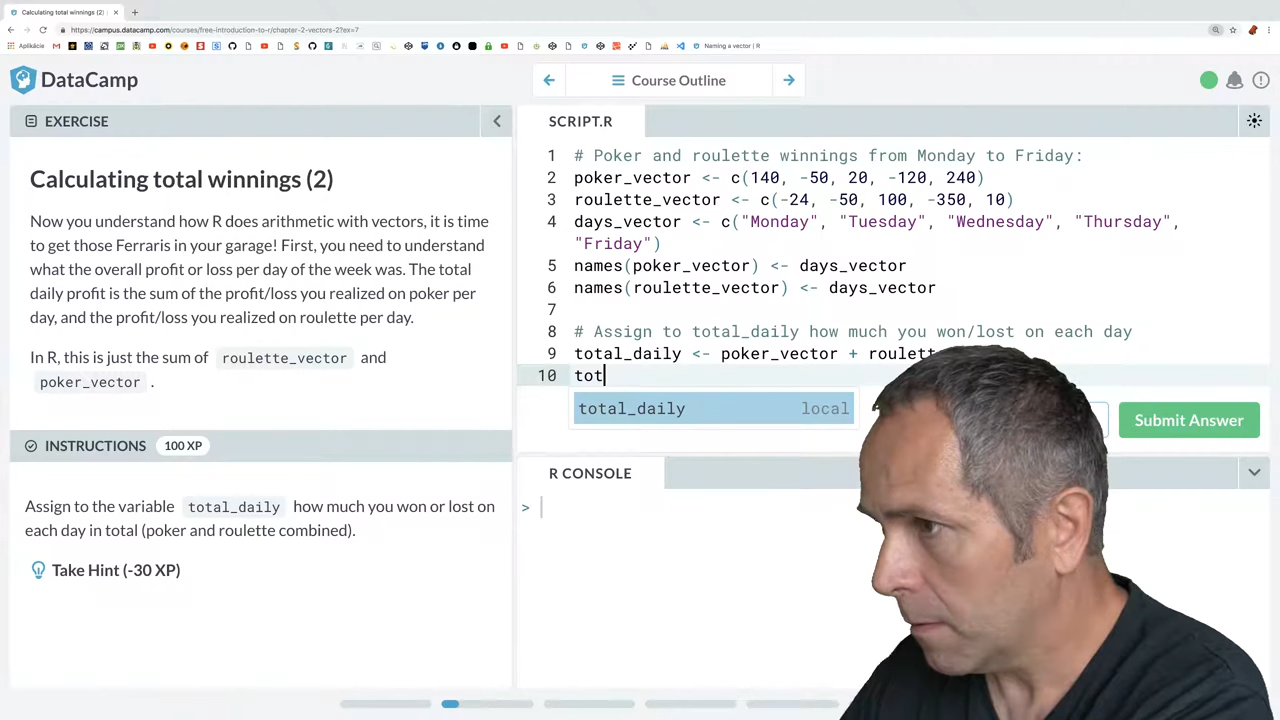 Calculating total winnings (2)
https://campus.datacamp.com/courses/free-introduction-to-r/chapter-2-vectors-2?ex=7
Aplikácie
Naming a vector | R
DataCamp
Course Outline
EXERCISE
Calculating total winnings (2)
Now you understand how R does arithmetic with vectors, it is time
to get those Ferraris in your garage! First, you need to understand
what the overall profit or loss per day of the week was. The total
daily profit is the sum of the profit/loss you realized on poker per
day, and the profit/loss you realized on roulette per day.
In R, this is just the sum of roulette_vector and
poker_vector .
INSTRUCTIONS 100 XP
Assign to the variable total_daily how much you won or lost on
each day in total (poker and roulette combined).
Take Hint (-30 XP)
SCRIPT.R
1 # Poker and roulette winnings from Monday to Friday:
2 poker_vector <- c(140, -50, 20, -120, 240)
3 roulette_vector <- c(-24, -50, 100, -350, 10)
4 days_vector <- c("Monday", "Tuesday", "Wednesday", "Thursday",
"Friday")
5 names(poker_vector) <- days_vector
6 names(roulette_vector) <- days_vector
7
8 # Assign to total_daily how much you won/lost on each day
9 total_daily <- poker_vector + roulett
10 tot
total_daily local
Submit Answer
R CONSOLE
>